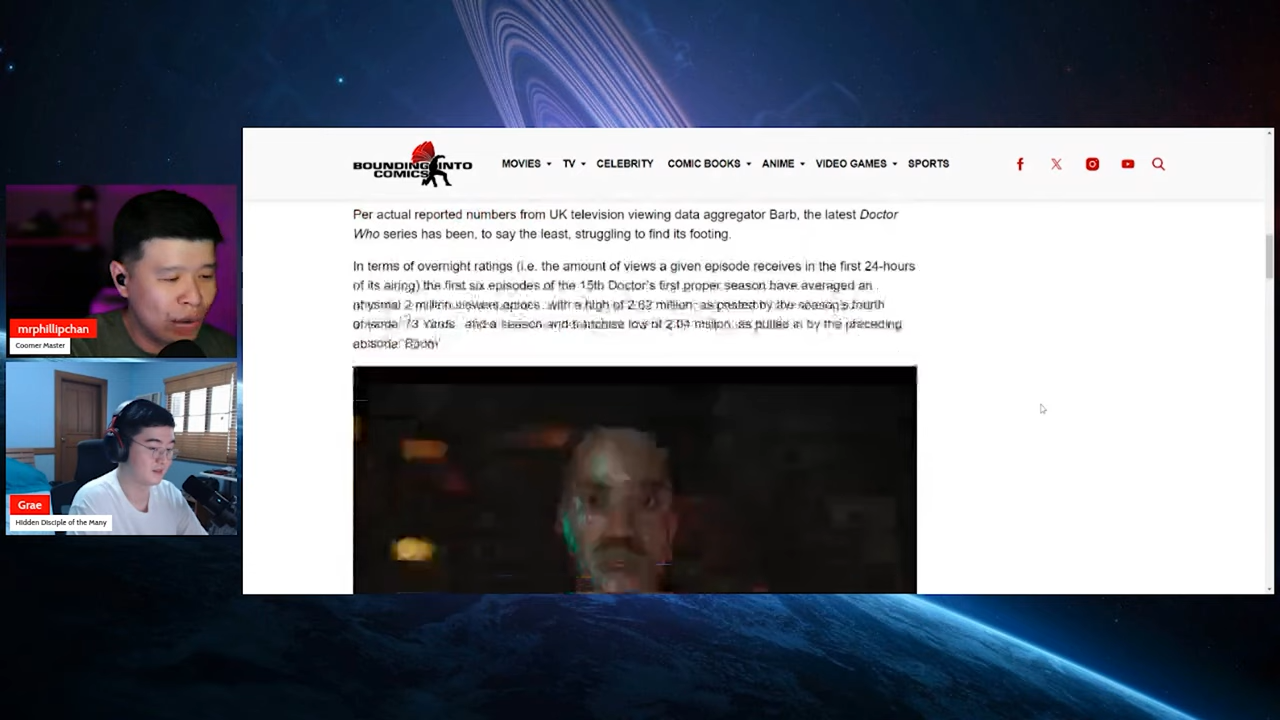 BOUNDING INTO
COMICS
MOVIES TV CELEBRITY COMIC BOOKS ANIME VIDEO GAMES SPORTS
Per actual reported numbers from UK television viewing data aggregator Barb, the latest Doctor
Who series has been, to say the least, struggling to find its footing.
In terms of overnight ratings (i.e. the amount of views a given episode receives in the first 24-hours
of its airing) the first six episodes of the 15th Doctor's first proper season have averaged an
abysmal 2 million viewers with a high of 2.62 million as posted by the season's fourth
episode 73 Yards and a season and franchise low of 2.04 million as pulled in by the preceding
episode Boom
mrphillipchan
Coomer Master
Grae
Hidden Disciple of the Many